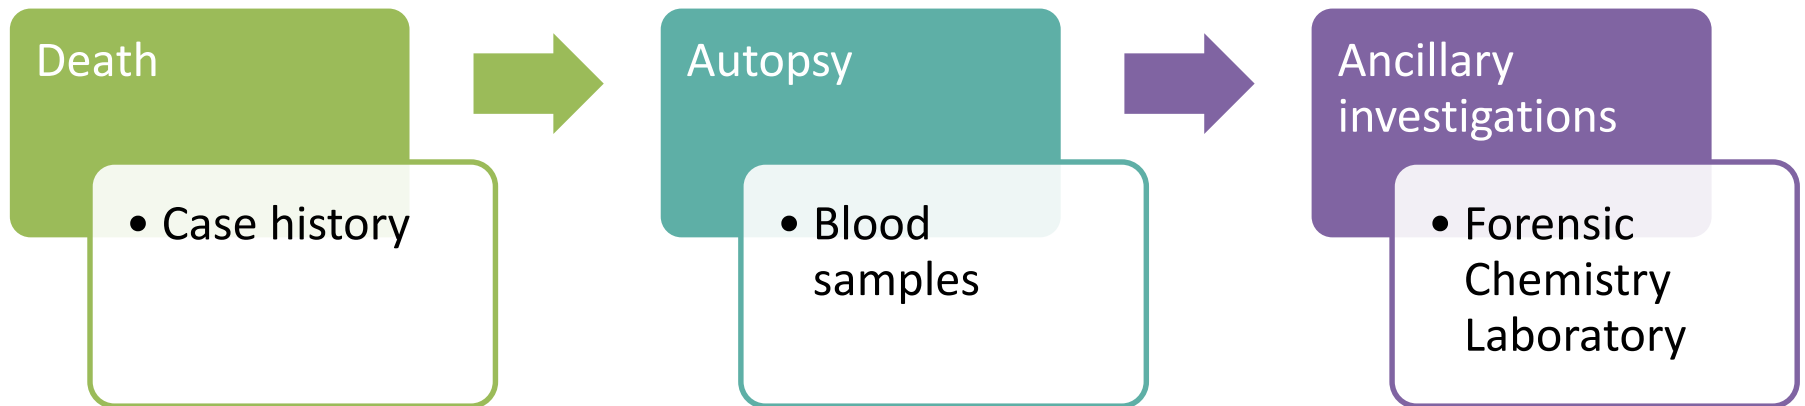 Death
• Case history
Autopsy
• Blood
samples
Ancillary
investigations
• Forensic
Chemistry
Laboratory